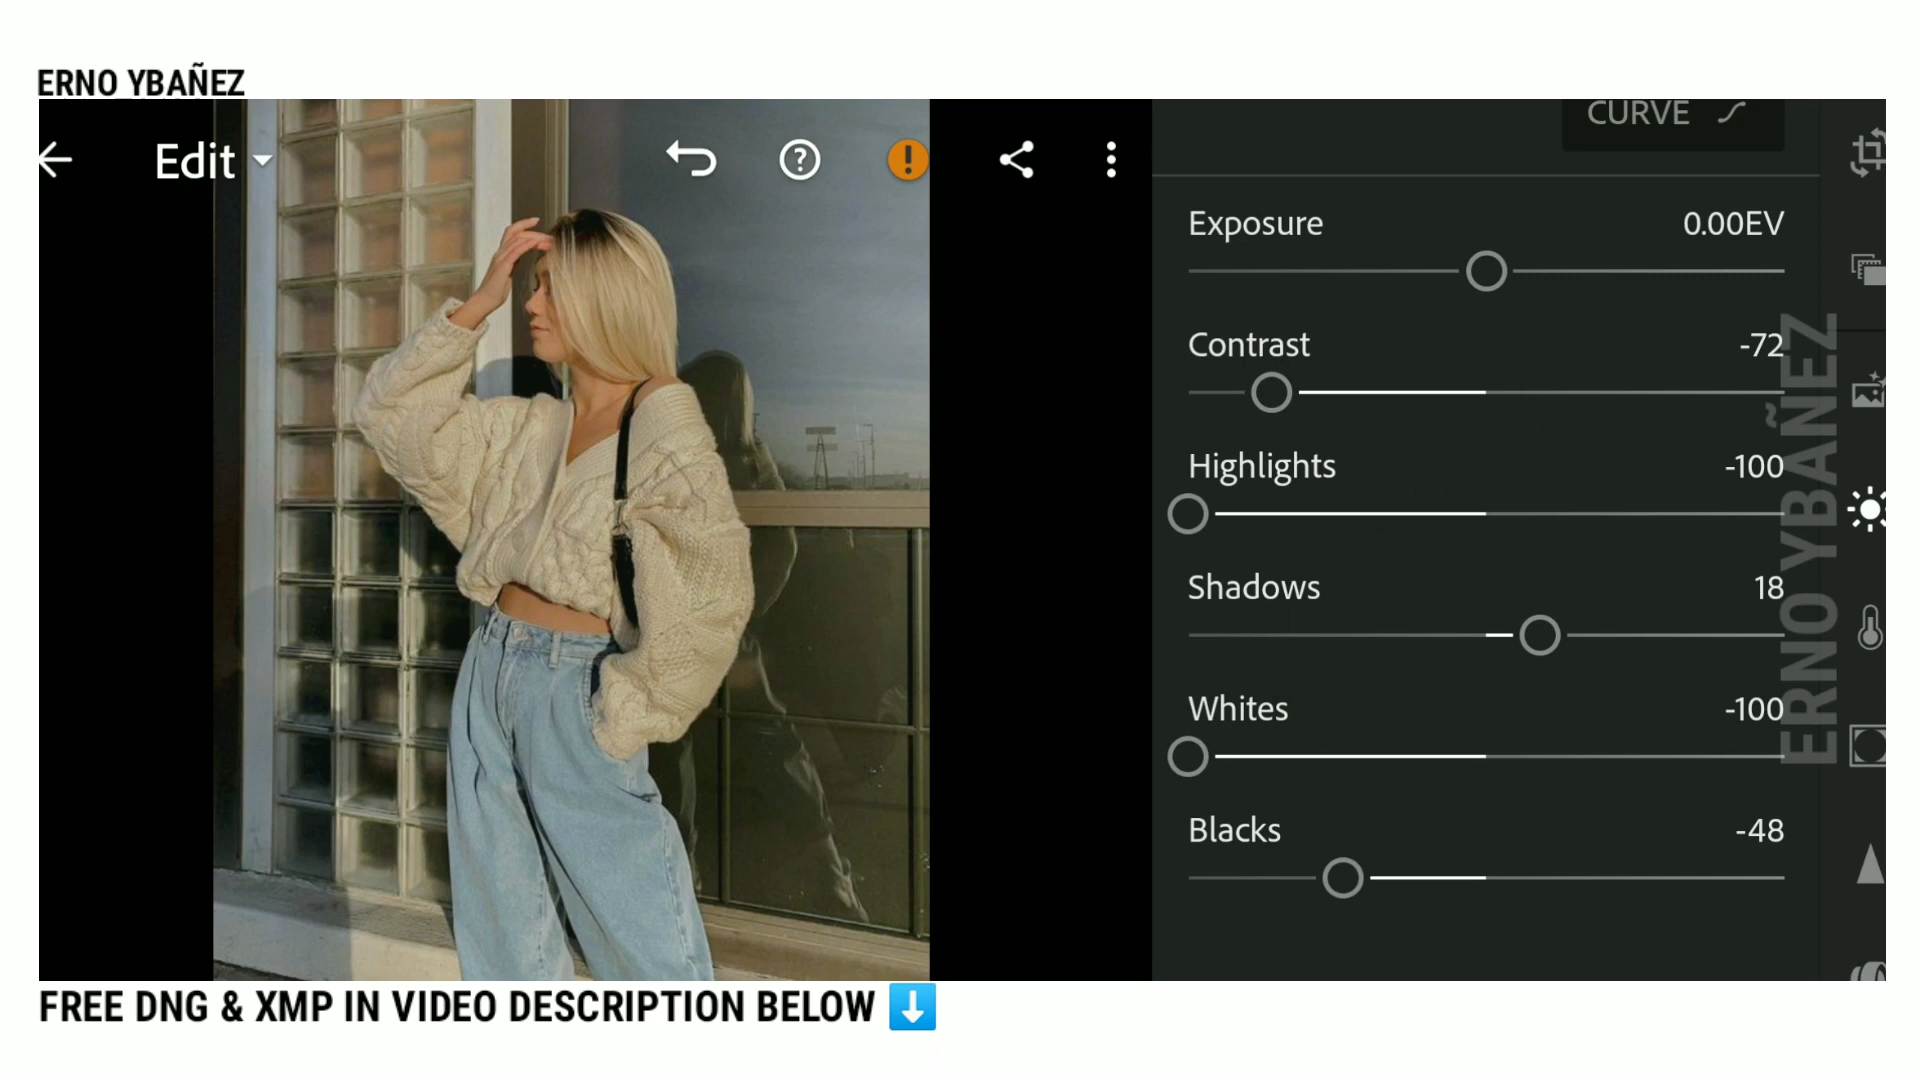 ERNO YBAÑEZ
Edit
CURVE
Exposure 0.00EV
Contrast -72
Highlights -100
Shadows 18
Whites -100
Blacks -48
ERNO YBAÑEZ
FREE DNG & XMP IN VIDEO DESCRIPTION BELOW ⬇️